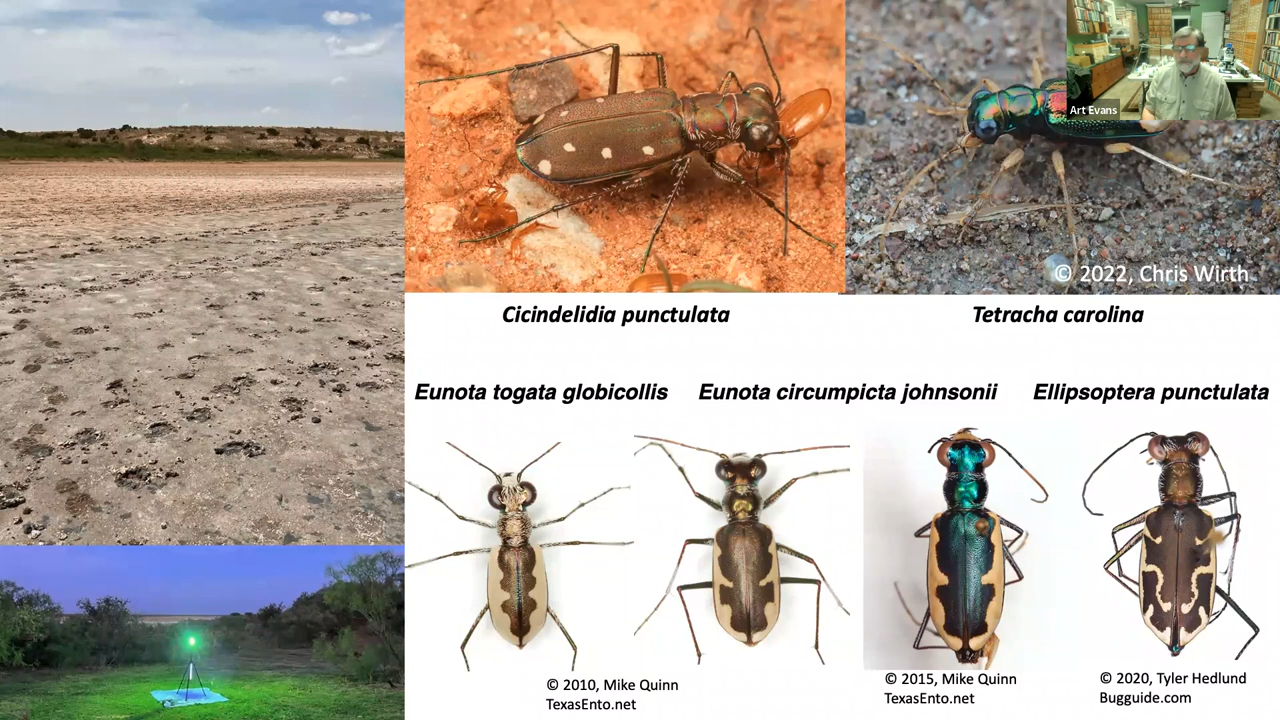 Art Evans
© 2022, Chris Wirth
Cicindelidia punctulata
Tetracha carolina
Eunota togata globicollis
Eunota circumpicta johnsonii
Ellipsoptera punctulata
© 2010, Mike Quinn
TexasEnto.net
© 2015, Mike Quinn
TexasEnto.net
© 2020, Tyler Hedlund
Bugguide.com